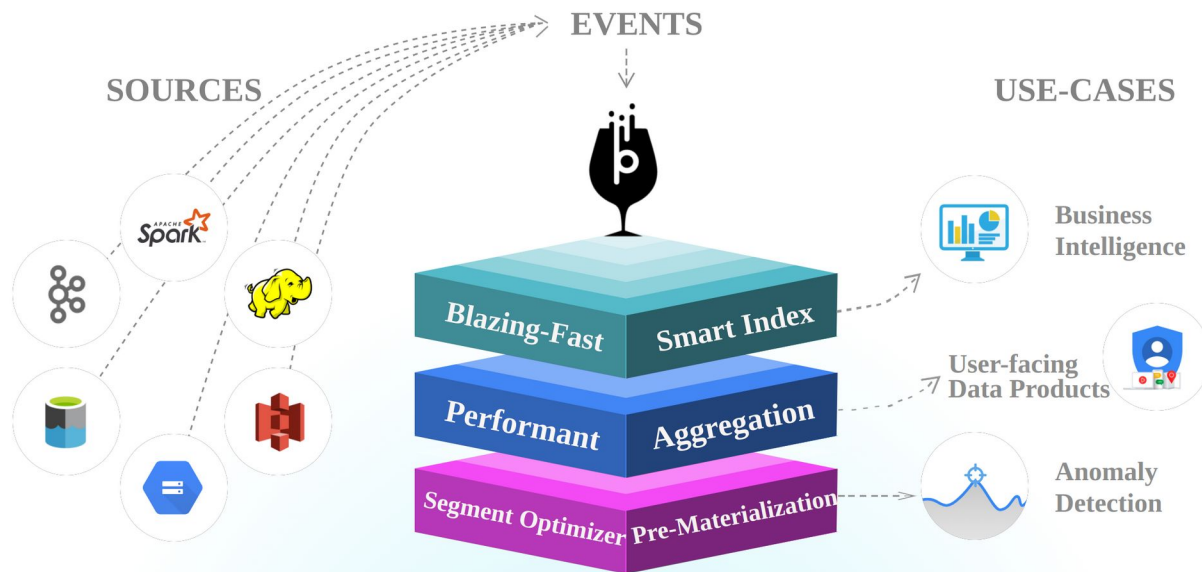 EVENTS
SOURCES
USE-CASES
APACHE
Spark
Business
Intelligence
Blazing-Fast
Smart Index
User-facing
Data Products
Performant
Aggregation
Segment Optimizer
Pre-Materialization
Anomaly
Detection